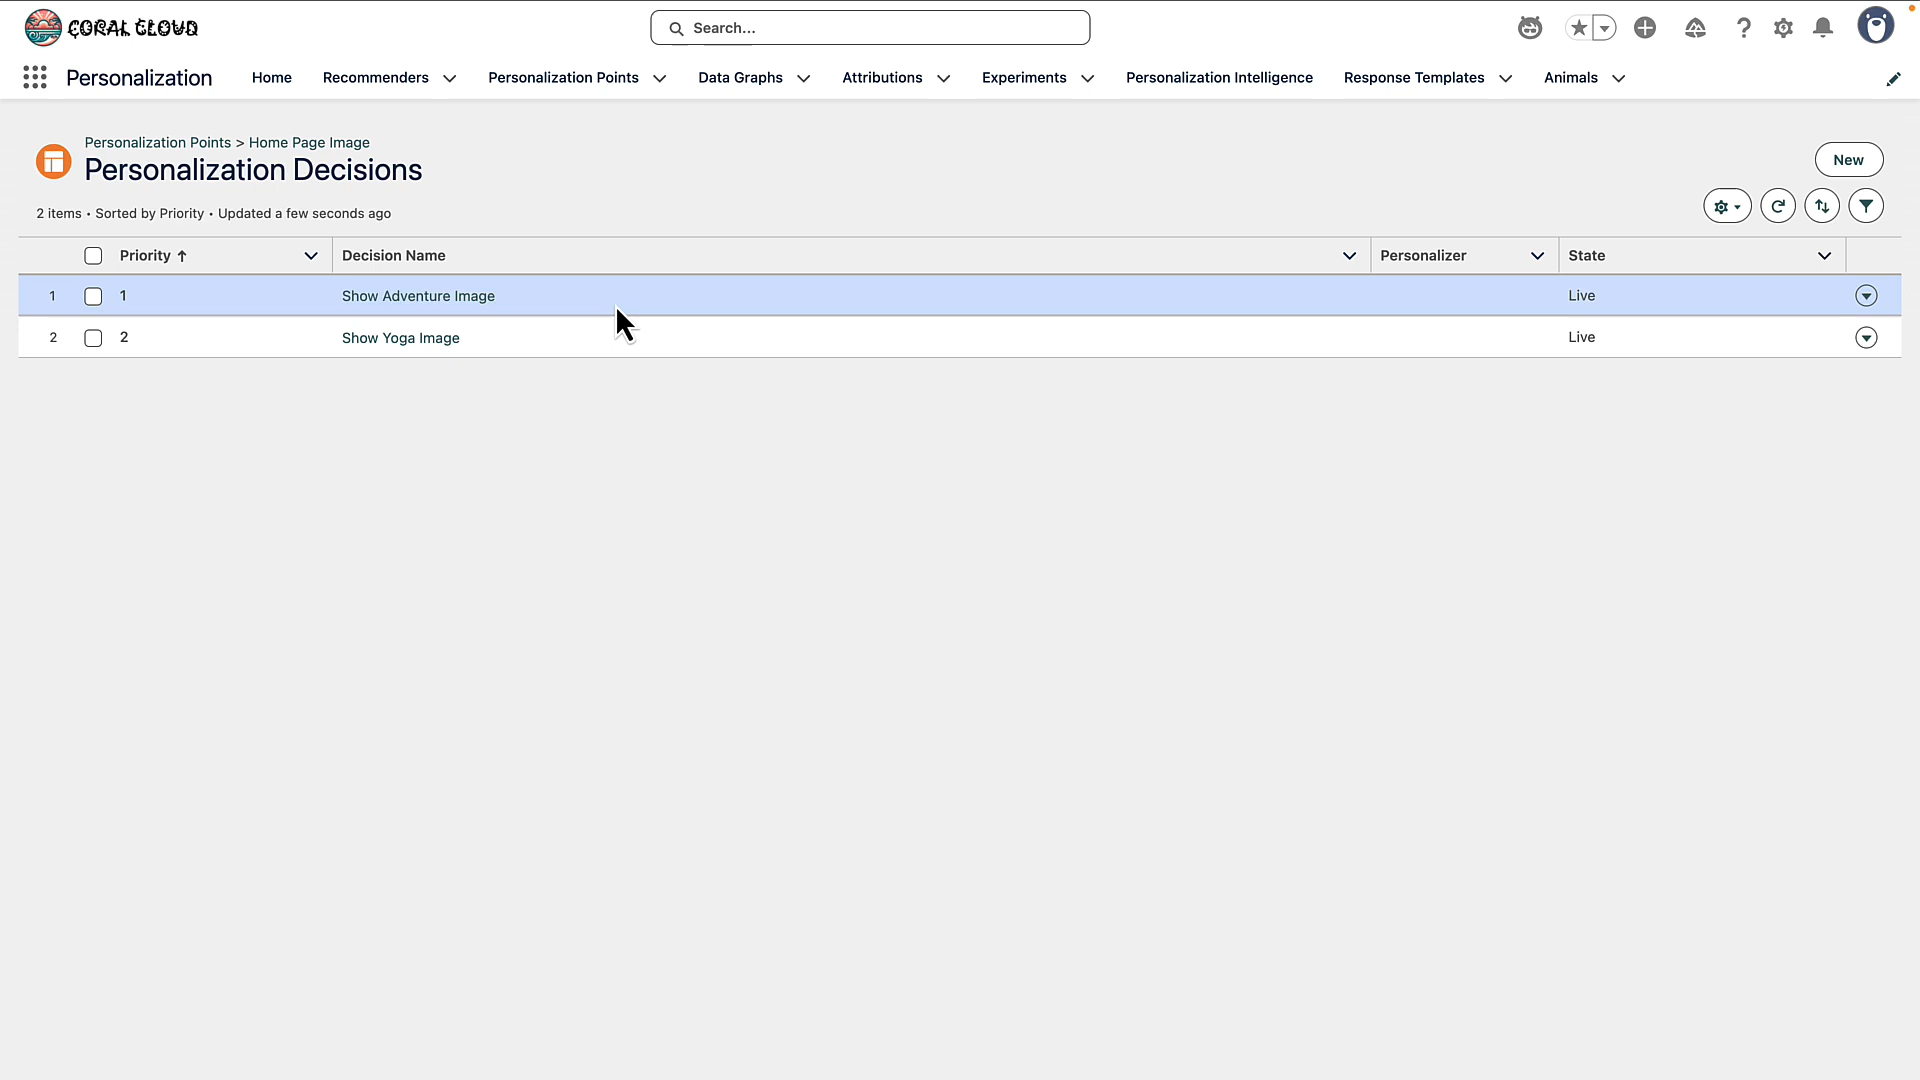 CORAL CLOUD
Search...
Personalization
Home
Recommenders
Personalization Points
Data Graphs
Attributions
Experiments
Personalization Intelligence
Response Templates
Animals
Personalization Points > Home Page Image
Personalization Decisions
New
2 items • Sorted by Priority • Updated a few seconds ago
Priority ↑
Decision Name
Personalizer
State
1
1
Show Adventure Image
Live
2
2
Show Yoga Image
Live